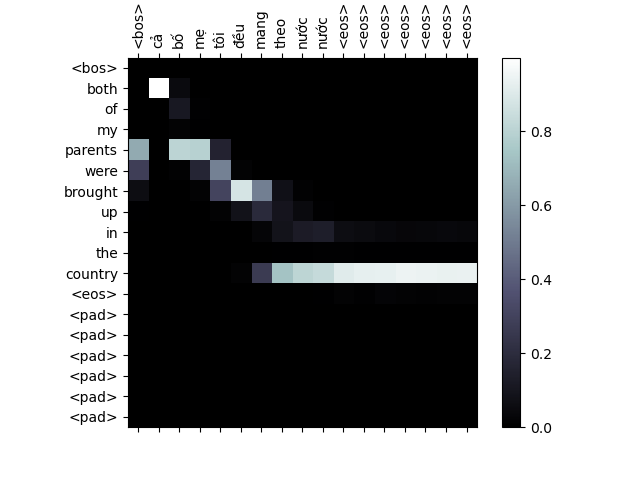 <bos> cả bố mẹ tôi đều mang theo nước nước <eos> <eos> <eos> <eos> <eos> <eos> <eos>
<bos>
both
of
my
parents
were
brought
up
in
the
country
<eos>
<pad>
<pad>
<pad>
<pad>
<pad>
<pad>
0.8
0.6
0.4
0.2
0.0